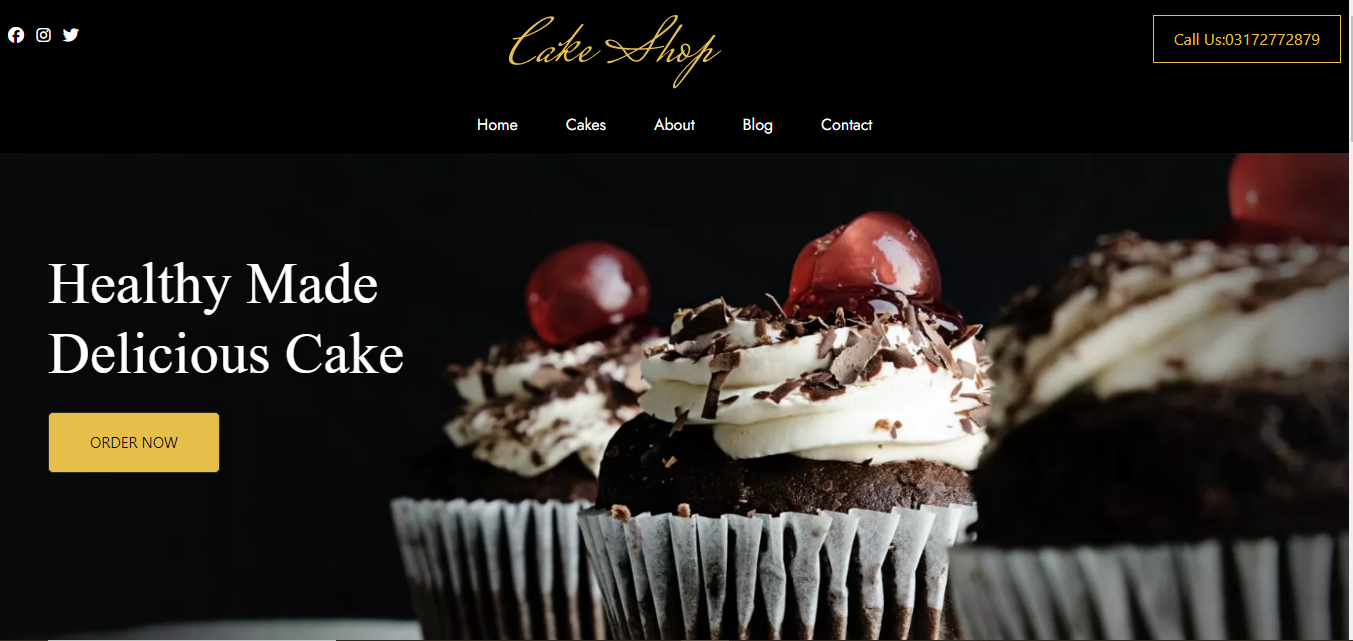 Cake Shop
Call Us:03172772879
Home Cakes About Blog Contact
Healthy Made
Delicious Cake
ORDER NOW